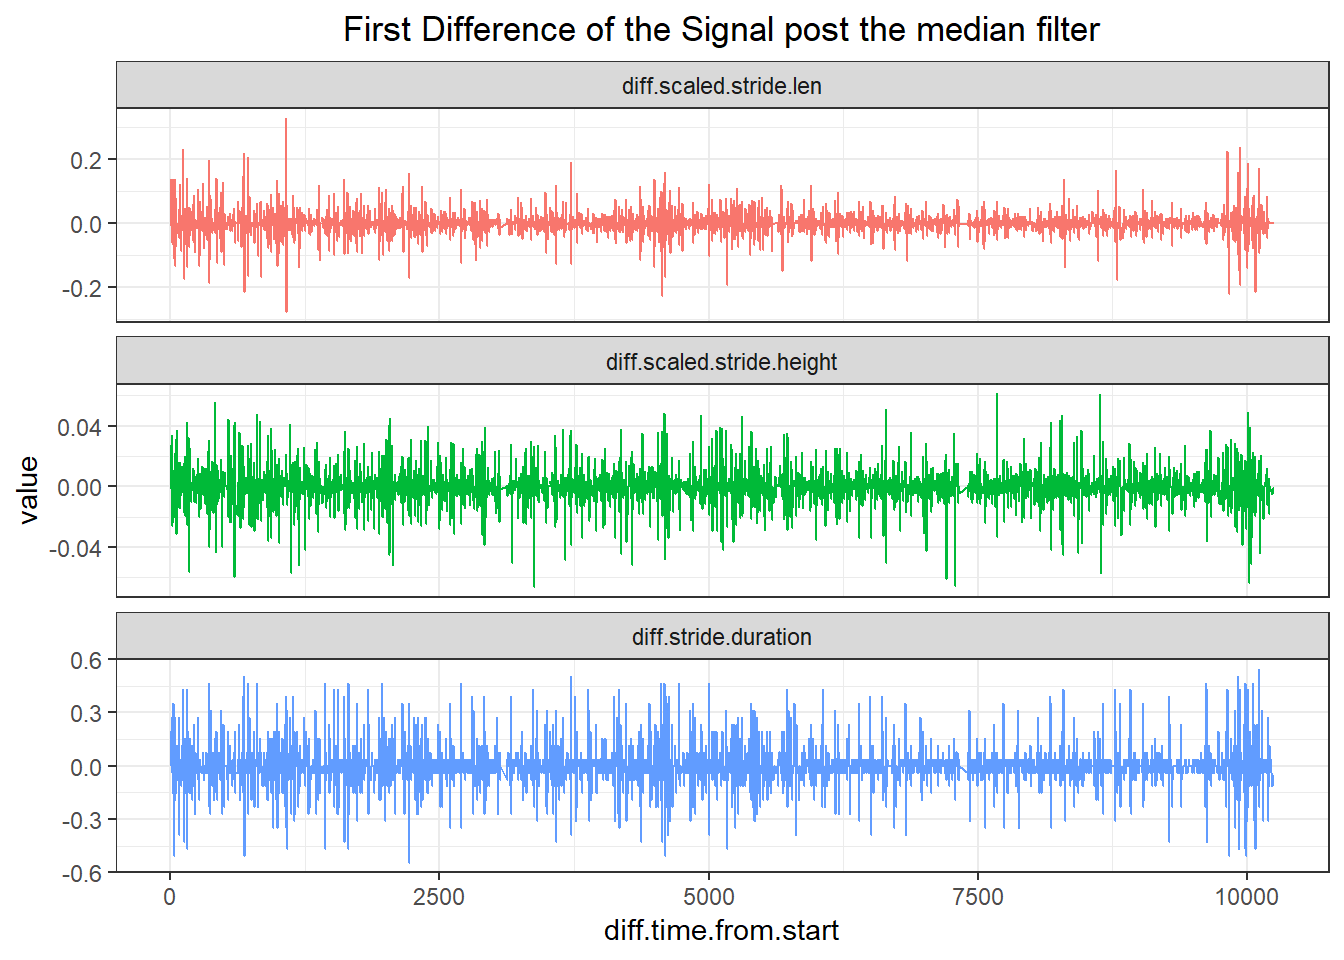 First Difference of the Signal post the median filter
diff.scaled.stride.len
0.2
0.0
-0.2
diff.scaled.stride.height
0.04
0.00
-0.04
value
diff.stride.duration
0.6
0.3
0.0
-0.3
-0.6
0 2500 5000 7500 10000
diff.time.from.start